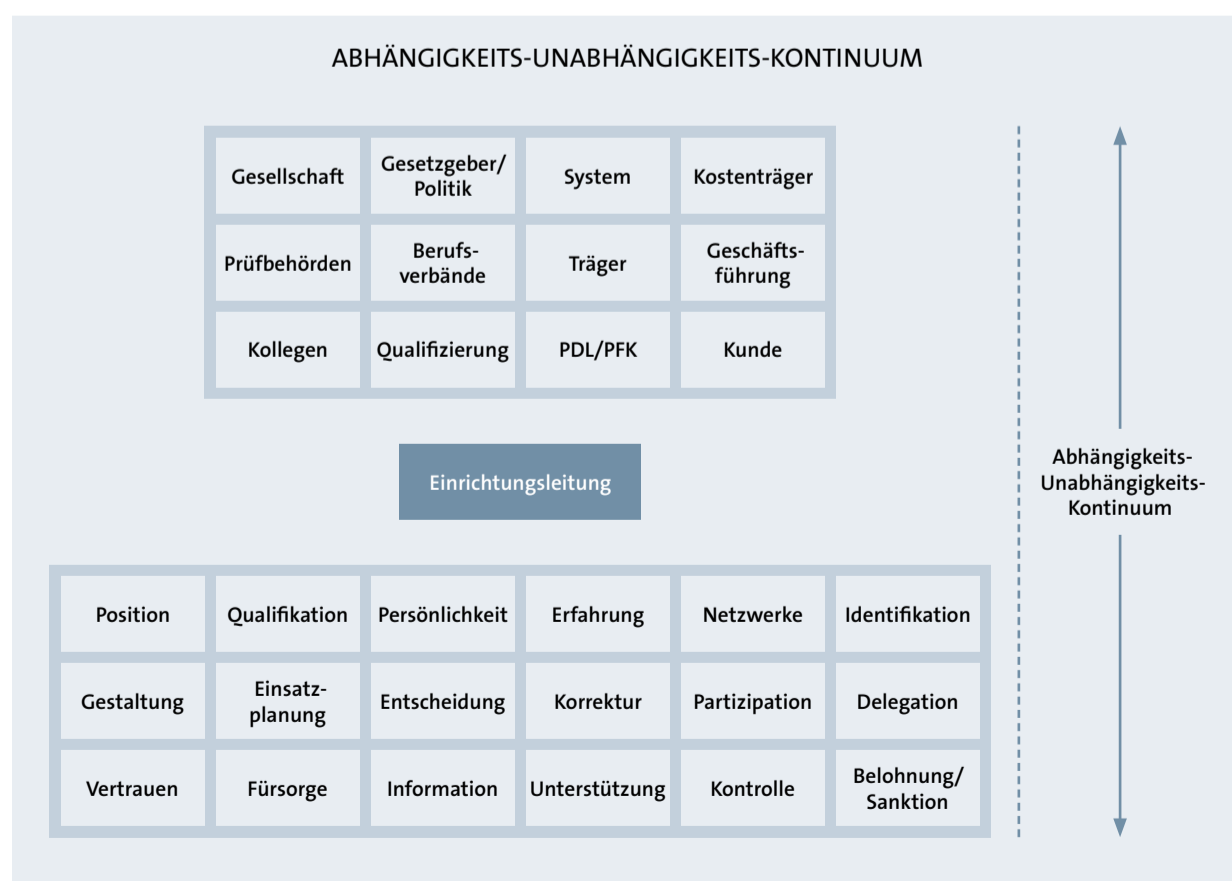 ABHÄNGIGKEITS-UNABHÄNGIGKEITS-KONTINUUM
Gesellschaft
Gesetzgeber/
Politik
System
Kostenträger
Prüfbehörden
Berufs-
verbände
Träger
Geschäfts-
führung
Kollegen
Qualifizierung
PDL/PFK
Kunde
Einrichtungsleitung
Abhängigkeits-
Unabhängigkeits-
Kontinuum
Position
Qualifikation
Persönlichkeit
Erfahrung
Netzwerke
Identifikation
Gestaltung
Einsatz-
planung
Entscheidung
Korrektur
Partizipation
Delegation
Vertrauen
Fürsorge
Information
Unterstützung
Kontrolle
Belohnung/
Sanktion